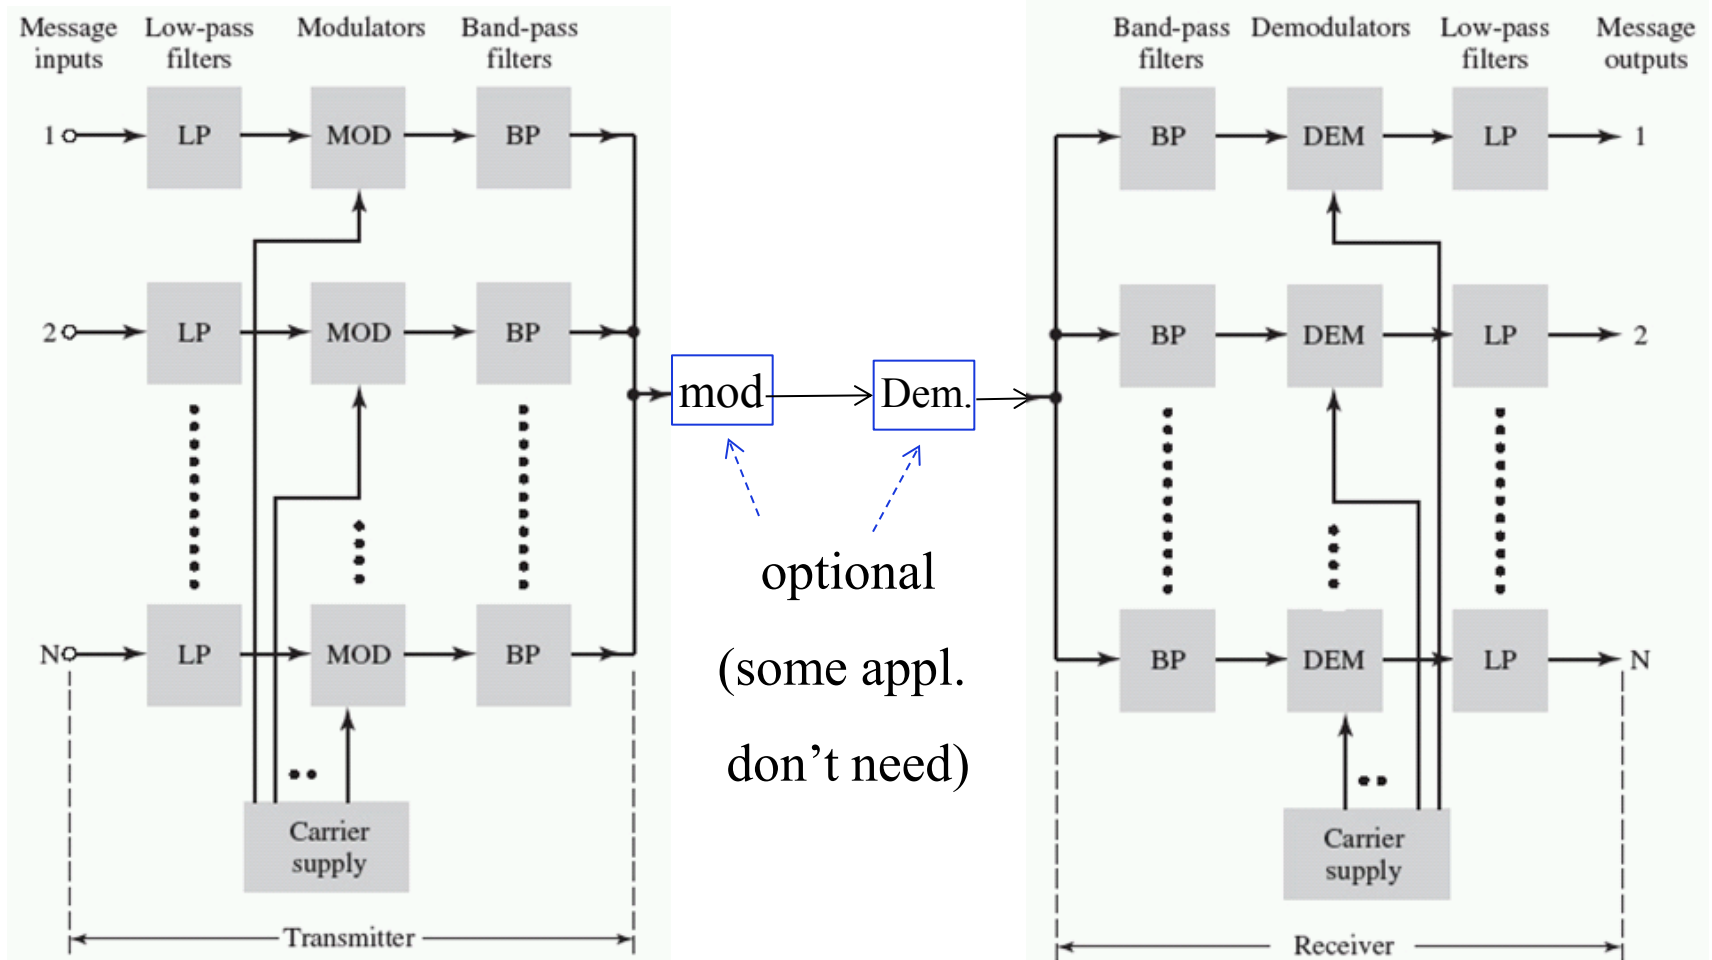 Message inputs
Low-pass filters
Modulators
Band-pass filters
Band-pass filters
Demodulators
Low-pass filters
Message outputs
1 LP MOD BP
BP DEM LP 1
2 LP MOD BP
BP DEM LP 2
mod
Dem.
optional
(some appl.
don’t need)
N LP MOD BP
BP DEM LP N
Carrier supply
Carrier supply
Transmitter
Receiver